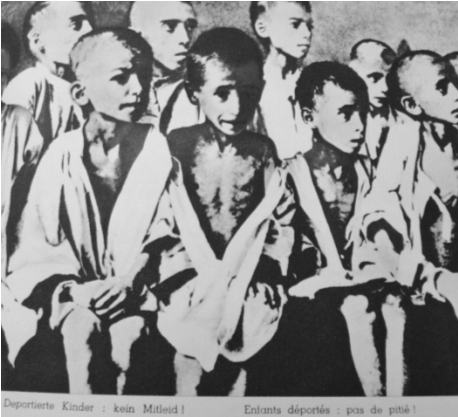 Deportierte Kinder : kein Mitleid !    Enfants déportés : pas de pitié !